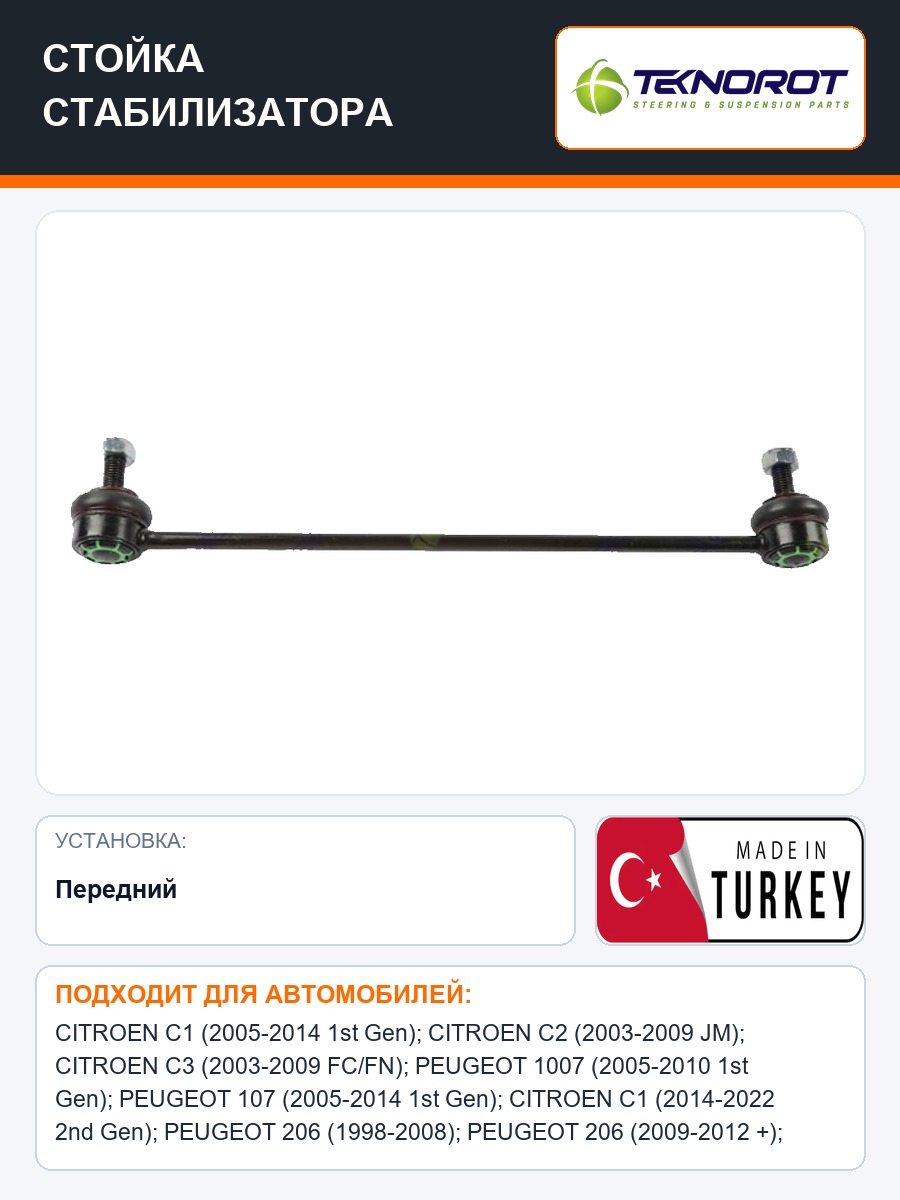 СТОЙКА
СТАБИЛИЗАТОРА
TEKNOROT
STEERING & SUSPENSION PARTS
УСТАНОВКА:
Передний
MADE IN
TURKEY
ПОДХОДИТ ДЛЯ АВТОМОБИЛЕЙ:
CITROEN C1 (2005-2014 1st Gen); CITROEN C2 (2003-2009 JM);
CITROEN C3 (2003-2009 FC/FN); PEUGEOT 1007 (2005-2010 1st
Gen); PEUGEOT 107 (2005-2014 1st Gen); CITROEN C1 (2014-2022
2nd Gen); PEUGEOT 206 (1998-2008); PEUGEOT 206 (2009-2012 +);